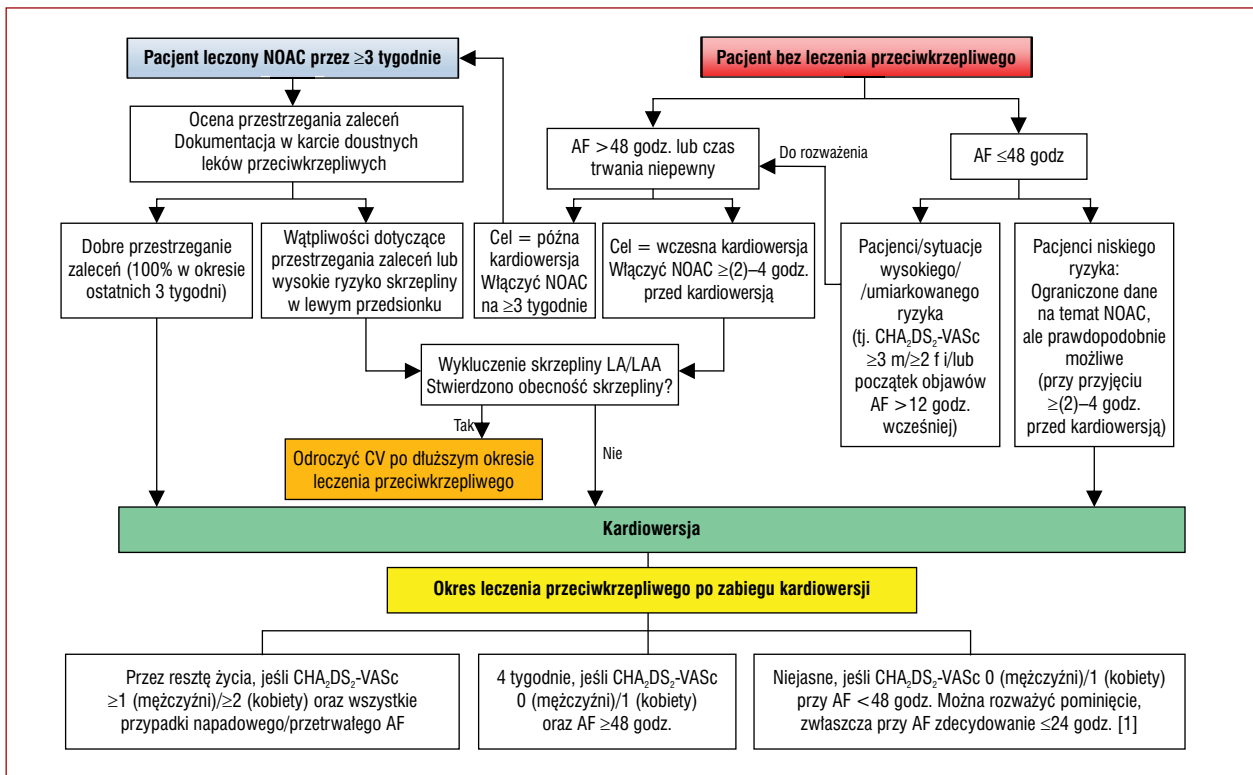 Pacjent leczony NOAC przez ≥3 tygodnie
Pacjent bez leczenia przeciwkrzepliwego
Ocena przestrzegania zaleceń
Dokumentacja w karcie doustnych
leków przeciwkrzepliwych
AF >48 godz. lub czas
trwania niepewny
Do rozważenia
AF ≤48 godz
Dobre przestrzeganie
zaleceń (100% w okresie
ostatnich 3 tygodni)
Wątpliwości dotyczące
przestrzegania zaleceń lub
wysokie ryzyko skrzepliny
w lewym przedsionku
Cel = późna
kardiowersja
Włączyć NOAC
na ≥3 tygodnie
Cel = wczesna kardiowersja
Włączyć NOAC ≥(2)–4 godz.
przed kardiowersją
Pacjenci/sytuacje
wysokiego/
/umiarkowanego
ryzyka
(tj. CHA₂DS₂-VASc
≥3 m/≥2 f i/lub
początek objawów
AF >12 godz.
wcześniej)
Pacjenci niskiego
ryzyka:
Ograniczone dane
na temat NOAC,
ale prawdopodobnie
możliwe
(przy przyjęciu
≥(2)–4 godz.
przed kardiowersją)
Wykluczenie skrzepliny LA/LAA
Stwierdzono obecność skrzepliny?
Tak
Nie
Odroczyć CV po dłuższym okresie
leczenia przeciwkrzepliwego
Kardiowersja
Okres leczenia przeciwkrzepliwego po zabiegu kardiowersji
Przez resztę życia, jeśli CHA₂DS₂-VASc
≥1 (mężczyźni)/≥2 (kobiety) oraz wszystkie
przypadki napadowego/przetrwałego AF
4 tygodnie, jeśli CHA₂DS₂-VASc
0 (mężczyźni)/1 (kobiety)
oraz AF ≥48 godz.
Niejasne, jeśli CHA₂DS₂-VASc 0 (mężczyźni)/1 (kobiety)
przy AF <48 godz. Można rozważyć pominięcie,
zwłaszcza przy AF zdecydowanie ≤24 godz. [1]